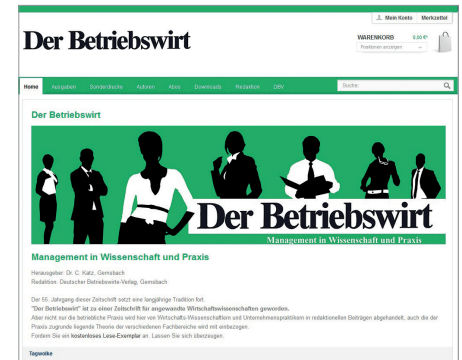 Mein Konto Merkzettel
Der Betriebswirt
WARENKORB 0,00 €*
Positionen anzeigen
Home Ausgaben Sonderdrucke Autoren Abos Downloads Redaktion DBV Suche
Der Betriebswirt
Der Betriebswirt
Management in Wissenschaft und Praxis
Management in Wissenschaft und Praxis
Herausgeber: Dr. C. Katz, Gernsbach
Redaktion: Deutscher Betriebswirte-Verlag, Gernsbach
Der 55. Jahrgang dieser Zeitschrift setzt eine langjährige Tradition fort.
"Der Betriebswirt" ist zu einer Zeitschrift für angewandte Wirtschaftswissenschaften geworden.
Aber nicht nur die betriebliche Praxis wird hier von Wirtschafts-Wissenschaftlern und Unternehmenspraktikern in redaktionellen Beiträgen abgehandelt, auch die der
Praxis zugrunde liegende Theorie der verschiedenen Fachbereiche wird mit einbezogen.
Fordern Sie ein kostenloses Lese-Exemplar an. Lassen Sie sich überzeugen.
Tagwolke